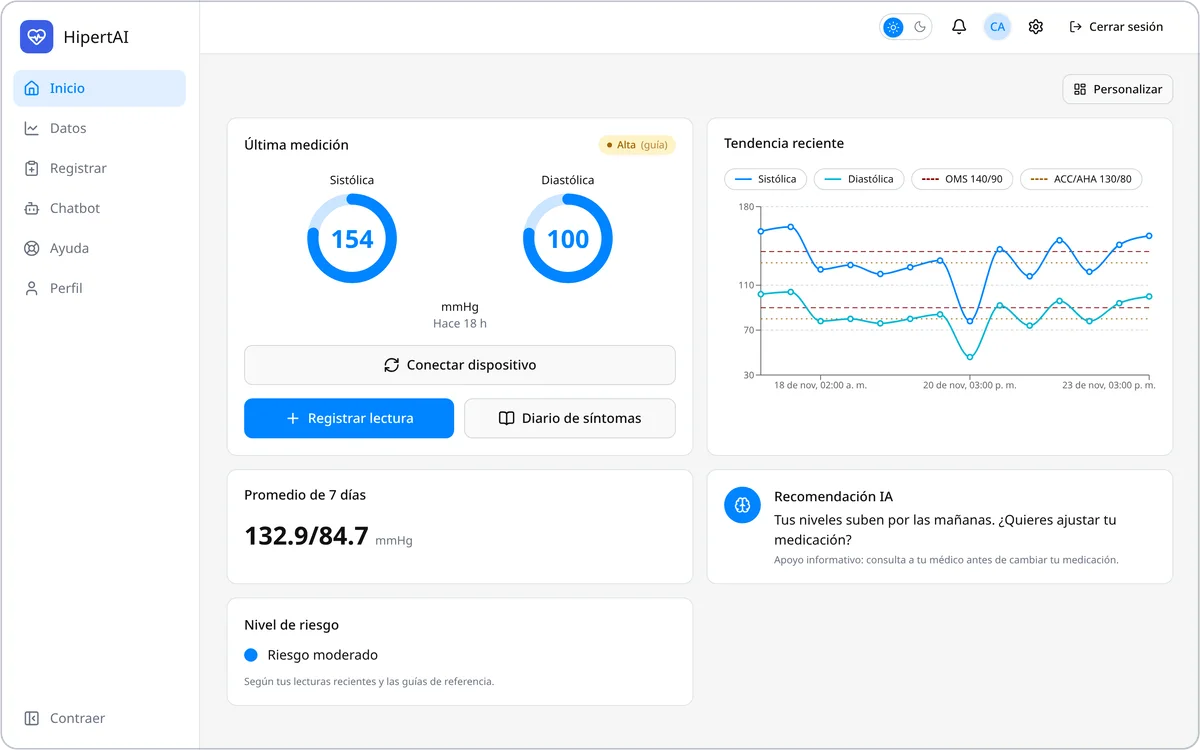 HipertAI
CA
Cerrar sesión
Inicio
Datos
Registrar
Chatbot
Ayuda
Perfil
Contraer
Personalizar
Última medición
Alta (guía)
Sistólica
Diastólica
154
100
mmHg
Hace 18 h
Conectar dispositivo
Registrar lectura
Diario de síntomas
Tendencia reciente
Sistólica
Diastólica
OMS 140/90
ACC/AHA 130/80
180
110
70
30
18 de nov, 02:00 a. m.
20 de nov, 03:00 p. m.
23 de nov, 03:00 p. m.
Promedio de 7 días
132.9/84.7 mmHg
Recomendación IA
Tus niveles suben por las mañanas. ¿Quieres ajustar tu
medicación?
Apoyo informativo: consulta a tu médico antes de cambiar tu medicación.
Nivel de riesgo
Riesgo moderado
Según tus lecturas recientes y las guías de referencia.